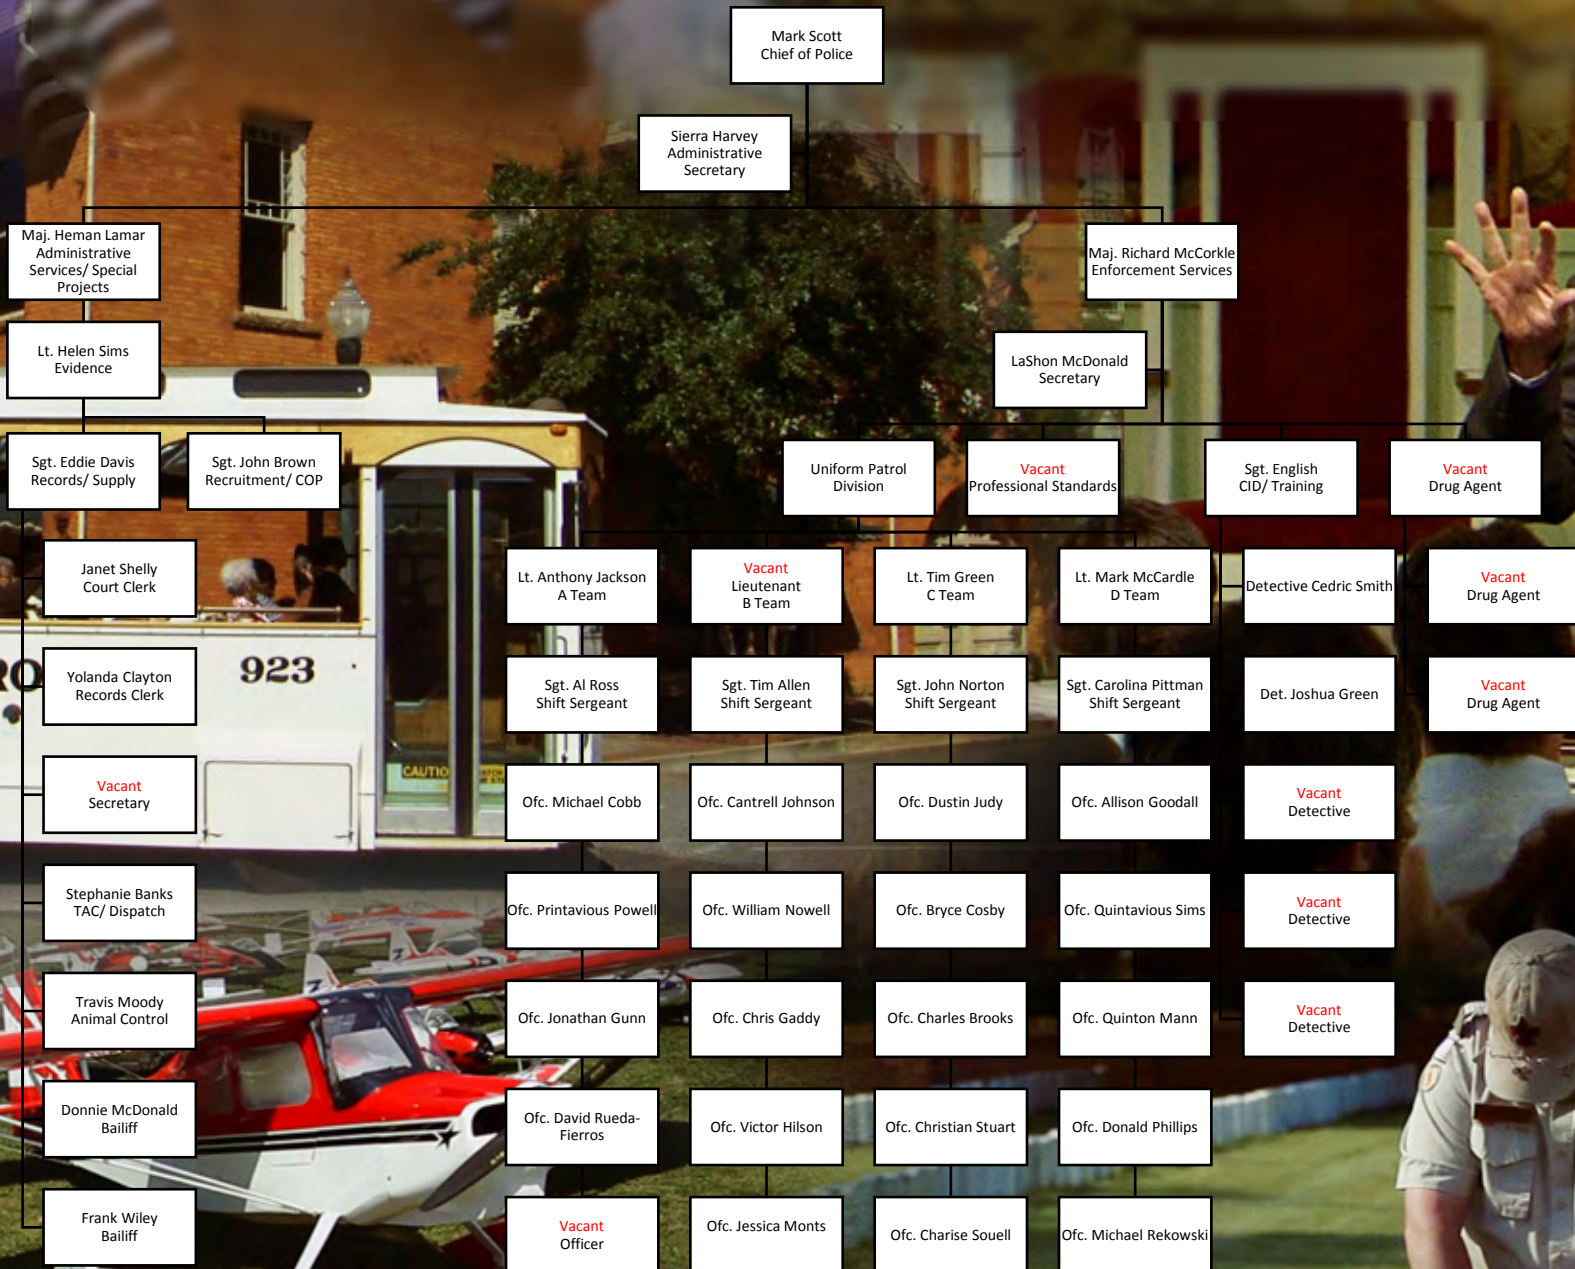 Mark Scott
Chief of Police
Sierra Harvey
Administrative
Secretary
Maj. Heman Lamar
Administrative
Services/ Special
Projects
Maj. Richard McCorkle
Enforcement Services
Lt. Helen Sims
Evidence
LaShon McDonald
Secretary
Sgt. Eddie Davis
Records/ Supply
Sgt. John Brown
Recruitment/ COP
Uniform Patrol
Division
Vacant
Professional Standards
Sgt. English
CID/ Training
Vacant
Drug Agent
Janet Shelly
Court Clerk
Yolanda Clayton
Records Clerk
Vacant
Secretary
Stephanie Banks
TAC/ Dispatch
Travis Moody
Animal Control
Donnie McDonald
Bailiff
Frank Wiley
Bailiff
Lt. Anthony Jackson
A Team
Sgt. Al Ross
Shift Sergeant
Ofc. Michael Cobb
Ofc. Printavious Powell
Ofc. Jonathan Gunn
Ofc. David Rueda-
Fierros
Vacant
Officer
Vacant
Lieutenant
B Team
Sgt. Tim Allen
Shift Sergeant
Ofc. Cantrell Johnson
Ofc. William Nowell
Ofc. Chris Gaddy
Ofc. Victor Hilson
Ofc. Jessica Monts
Lt. Tim Green
C Team
Sgt. John Norton
Shift Sergeant
Ofc. Dustin Judy
Ofc. Bryce Cosby
Ofc. Charles Brooks
Ofc. Christian Stuart
Ofc. Charise Souell
Lt. Mark McCardle
D Team
Sgt. Carolina Pittman
Shift Sergeant
Ofc. Allison Goodall
Ofc. Quintavious Sims
Ofc. Quinton Mann
Ofc. Donald Phillips
Ofc. Michael Rekowski
Detective Cedric Smith
Det. Joshua Green
Vacant
Detective
Vacant
Detective
Vacant
Detective
Vacant
Drug Agent
Vacant
Drug Agent
923